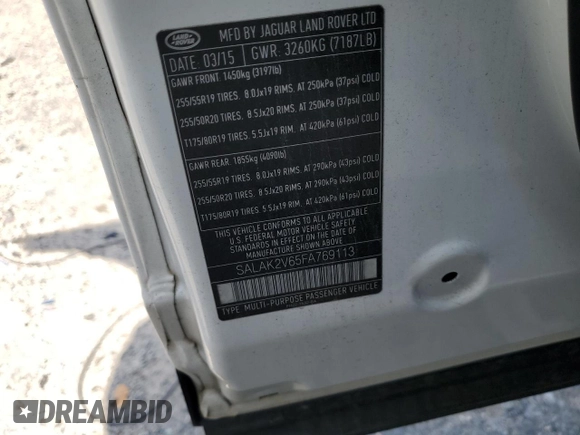 LAND
ROVER
MFD BY JAGUAR LAND ROVER LTD
DATE: 03/15
GWR: 3260KG (7187LB)
GAWR FRONT: 1450kg (3197lb)
255/55R19 TIRES. 8.0Jx19 RIMS. AT 250kPa (37psi) COLD
255/50R20 TIRES. 8.5Jx20 RIMS. AT 250kPa (37psi) COLD
T175/80R19 TIRES. 5.5Jx19 RIM. AT 420kPa (61psi) COLD
GAWR REAR: 1855kg (4090lb)
255/55R19 TIRES. 8.0Jx19 RIMS. AT 290kPa (43psi) COLD
255/50R20 TIRES. 8.5Jx20 RIMS. AT 290kPa (43psi) COLD
T175/80R19 TIRES. 5.5Jx19 RIM. AT 420kPa (61psi) COLD
THIS VEHICLE CONFORMS TO ALL APPLICABLE
U.S. FEDERAL MOTOR VEHICLE SAFETY
STANDARDS IN EFFECT ON THE DATE OF
MANUFACTURE SHOWN ABOVE
SALAK2V65FA769113
TYPE: MULTI-PURPOSE PASSENGER VEHICLE
DREAMBID